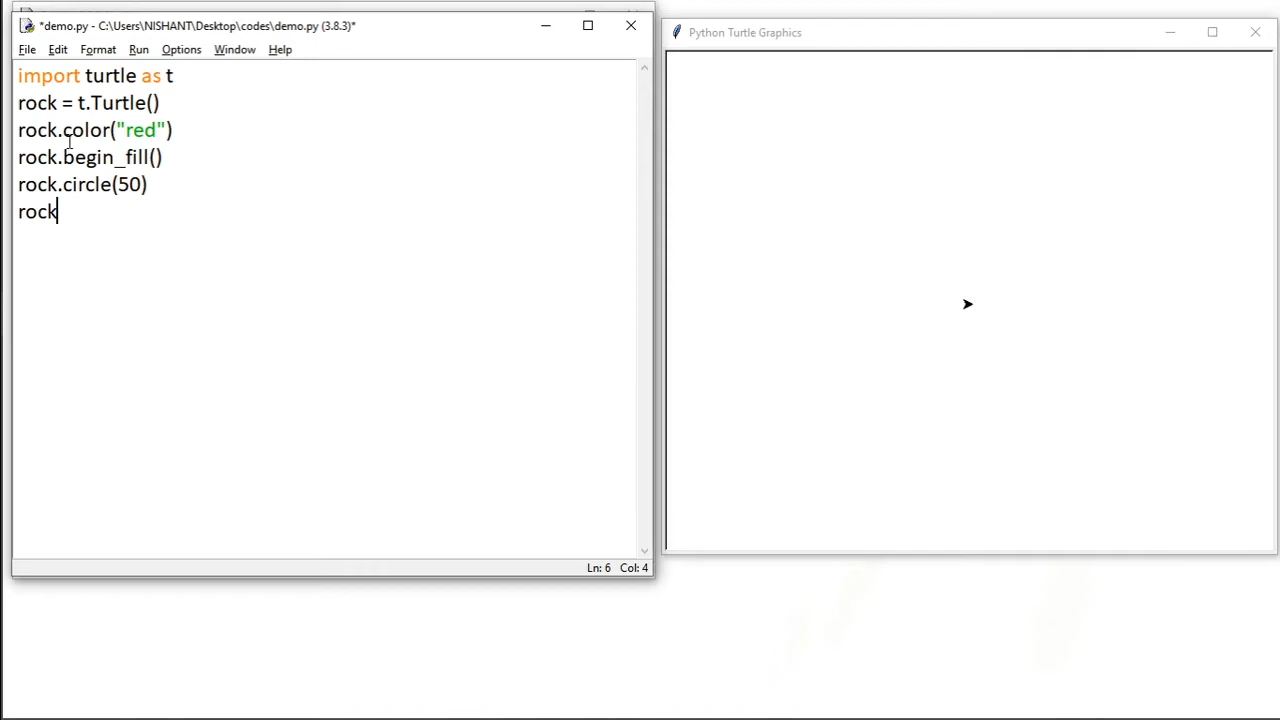 *demo.py - C:\Users\NISHANT\Desktop\codes\demo.py (3.8.3)*
File Edit Format Run Options Window Help
import turtle as t
rock = t.Turtle()
rock.color("red")
rock.begin_fill()
rock.circle(50)
rock
Ln: 6 Col: 4
Python Turtle Graphics